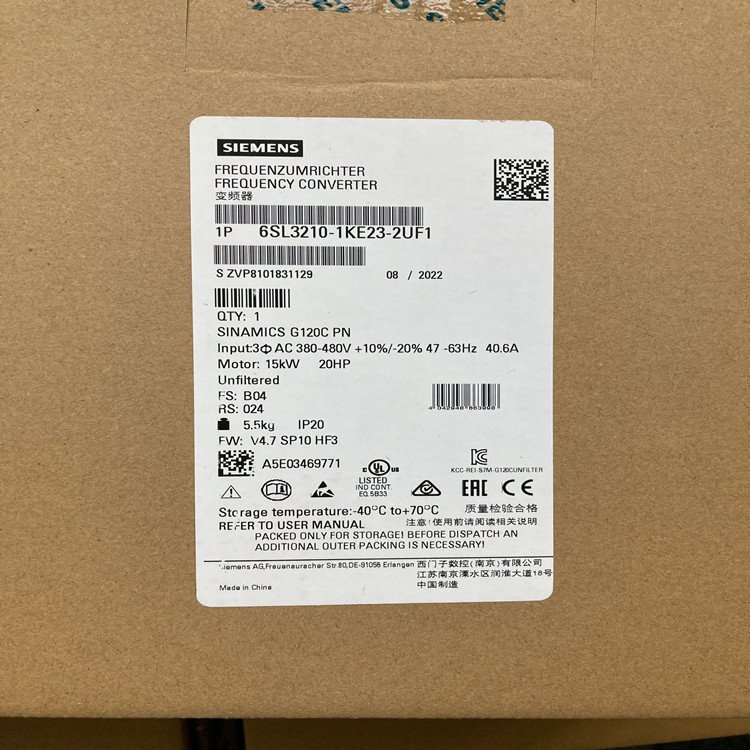 SIEMENS
FREQUENZUMRICHTER
FREQUENCY CONVERTER
变频器
1P 6SL3210-1KE23-2UF1
S ZVP8101831129 08 / 2022
QTY: 1
SINAMICS G120C PN
Input:3Φ AC 380-480V +10%/-20% 47 -63Hz 40.6A
Motor: 15kW 20HP
Unfiltered
FS: B04
RS: 024
4 042948 663999
5.5kg IP20
FW: V4.7 SP10 HF3
A5E03469771
C UL US
LISTED
IND CONT.
EQ.5B33
KCC-REI-S7M-G120CUNFILTER
EAC CE
Storage temperature:-40°C to+70°C 质量检验合格
REFER TO USER MANUAL 注意!使用前请阅读相关说明
PACKED ONLY FOR STORAGE! BEFORE DISPATCH AN
ADDITIONAL OUTER PACKING IS NECESSARY!
Siemens AG,Frauenauracher Str.80,DE-91056 Erlangen 西门子数控(南京)有限公司
江苏南京溧水区润淮大道18号
Made in China 中国制造